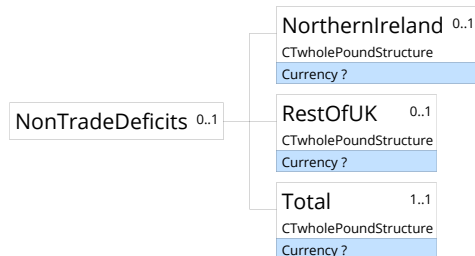 NorthernIreland 0..1
CTwholePoundStructure
Currency ?
NonTradeDeficits 0..1
RestOfUK 0..1
CTwholePoundStructure
Currency ?
Total 1..1
CTwholePoundStructure
Currency ?